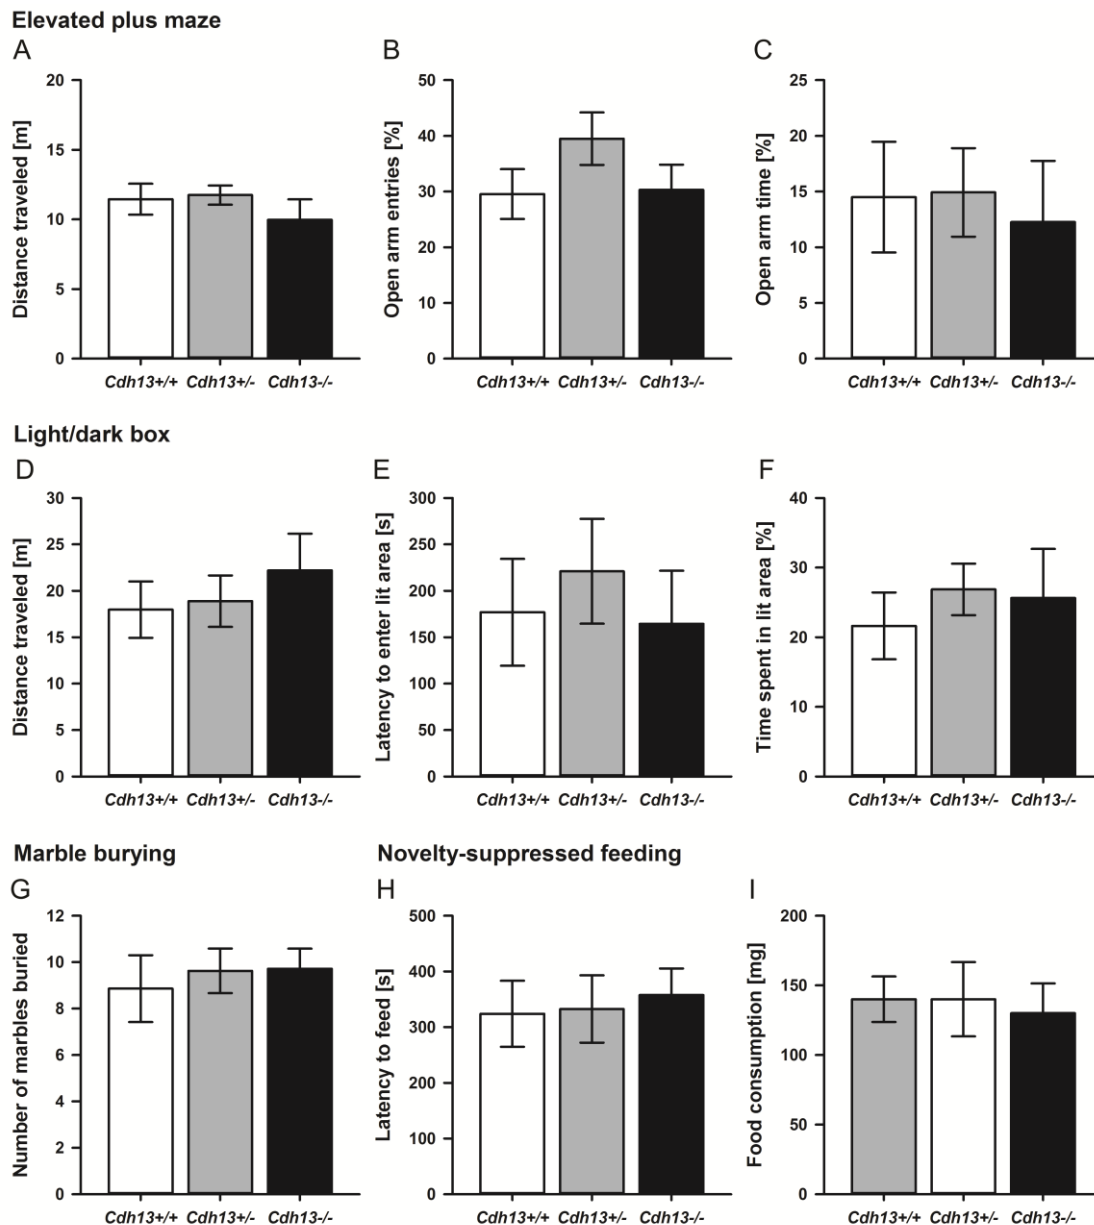 Elevated plus maze
A
B
C
Distance traveled [m]
20
15
10
5
0
Cdh13+/+ Cdh13+/- Cdh13-/-
Open arm entries [%]
50
40
30
20
10
0
Cdh13+/+ Cdh13+/- Cdh13-/-
Open arm time [%]
25
20
15
10
5
0
Cdh13+/+ Cdh13+/- Cdh13-/-
Light/dark box
D
E
F
Distance traveled [m]
30
25
20
15
10
5
0
Cdh13+/+ Cdh13+/- Cdh13-/-
Latency to enter lit area [s]
300
250
200
150
100
50
0
Cdh13+/+ Cdh13+/- Cdh13-/-
Time spent in lit area [%]
40
30
20
10
0
Cdh13+/+ Cdh13+/- Cdh13-/-
Marble burying
Novelty-suppressed feeding
G
H
I
Number of marbles buried
12
10
8
6
4
2
0
Cdh13+/+ Cdh13+/- Cdh13-/-
Latency to feed [s]
500
400
300
200
100
0
Cdh13+/+ Cdh13+/- Cdh13-/-
Food consumption [mg]
200
150
100
50
0
Cdh13+/+ Cdh13+/- Cdh13-/-